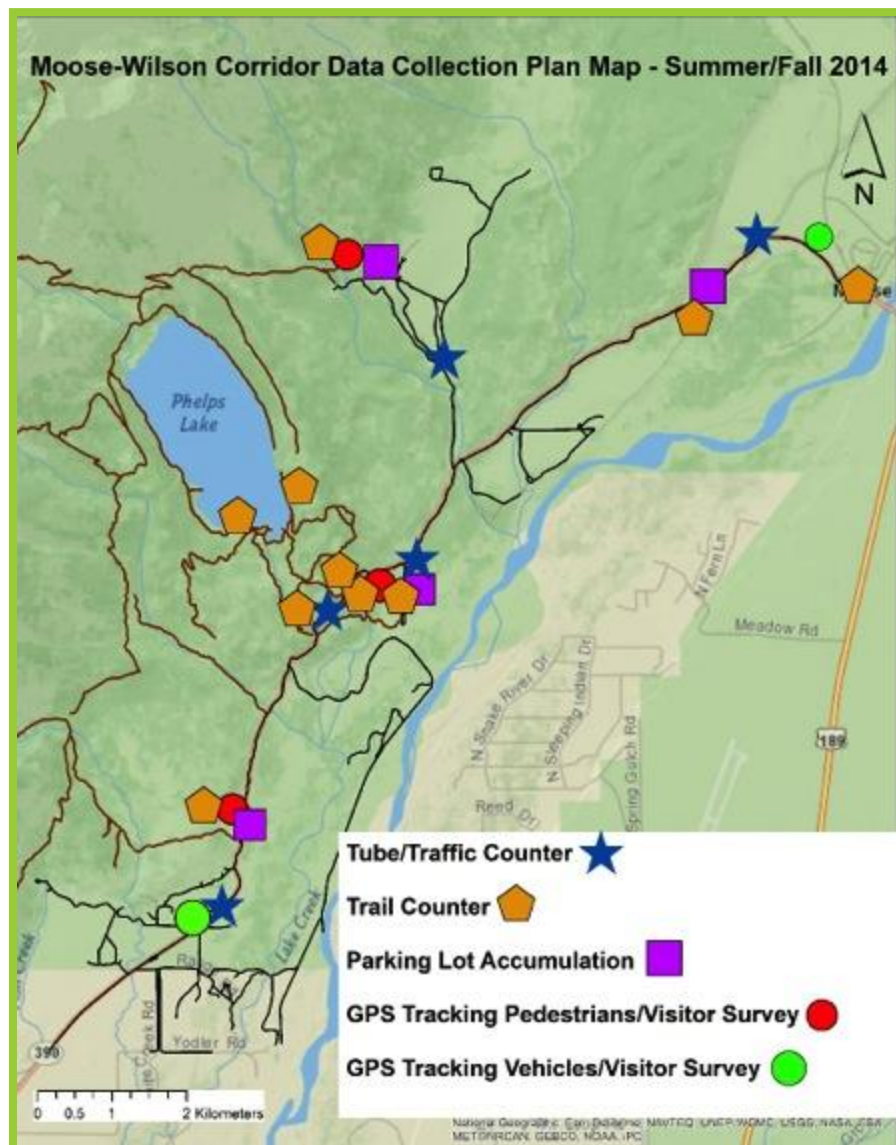 Moose-Wilson Corridor Data Collection Plan Map - Summer/Fall 2014
N
Phelps
Lake
N Fern Ln
Meadow Rd
N Snake River Dr
N Sleeping Indian Dr
Spring Gulch Rd
189
Reed Dr
Lake Creek
Creek
Creek Rd
Yodler Rd
390
Tube/Traffic Counter
Trail Counter
Parking Lot Accumulation
GPS Tracking Pedestrians/Visitor Survey
GPS Tracking Vehicles/Visitor Survey
0 0.5 1 2 Kilometers
National Geographic, Esri, DeLorme, NAVTEQ, UNEP-WCMC, USGS, NASA, ESA
METI, NRCAN, GEBCO, NOAA, iPC